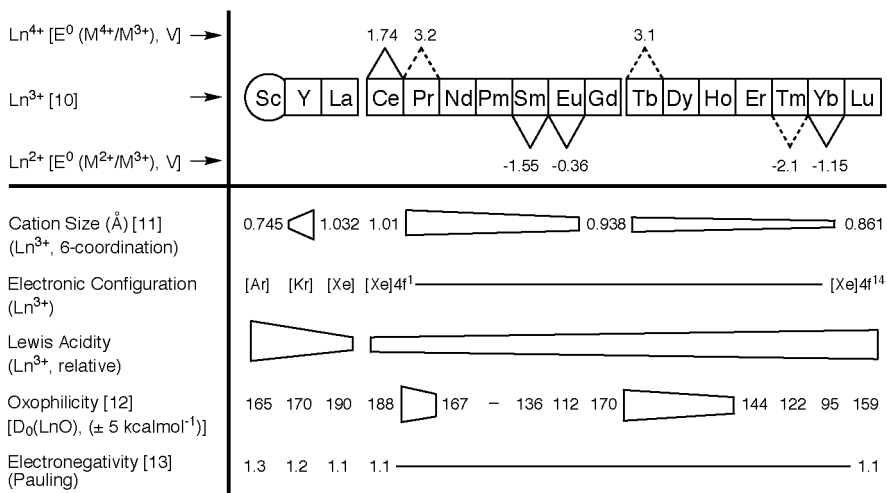 Ln⁴⁺ [E⁰ (M⁴⁺/M³⁺), V] → 1.74 3.2 3.1
Ln³⁺ [10] → Sc Y La Ce Pr Nd Pm Sm Eu Gd Tb Dy Ho Er Tm Yb Lu
Ln²⁺ [E⁰ (M²⁺/M³⁺), V] → -1.55 -0.36 -2.1 -1.15
Cation Size (Å) [11] 0.745 1.032 1.01 0.938 0.861
(Ln³⁺, 6-coordination)
Electronic Configuration [Ar] [Kr] [Xe] [Xe]4f¹ [Xe]4f¹⁴
(Ln³⁺)
Lewis Acidity
(Ln³⁺, relative)
Oxophilicity [12] 165 170 190 188 167 – 136 112 170 144 122 95 159
[D₀(LnO), (± 5 kcalmol⁻¹)]
Electronegativity [13] 1.3 1.2 1.1 1.1 1.1
(Pauling)